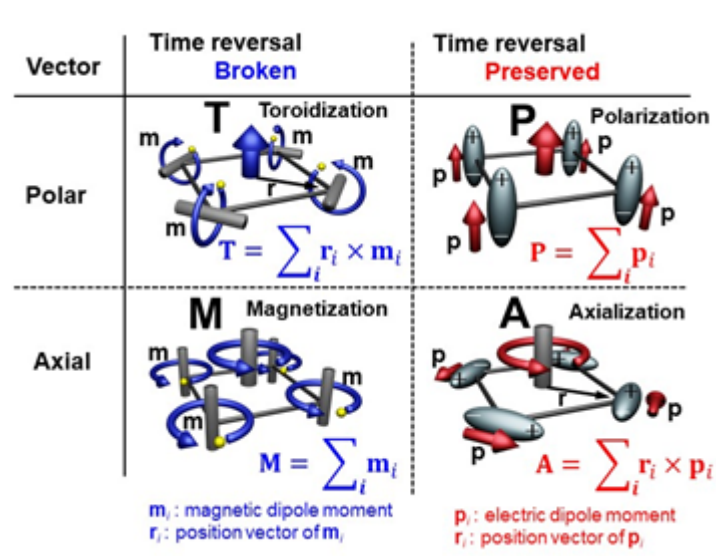 Vector
Time reversal
Broken
Time reversal
Preserved
Polar
T Toroidization
m
m
m
m
r
T = ∑ᵢ rᵢ × mᵢ
P Polarization
p
p
p
p
+
+
+
+
−
−
−
−
P = ∑ᵢ pᵢ
Axial
M Magnetization
m
m
m
M = ∑ᵢ mᵢ
A Axialization
p
p
p
r
+
+
+
A = ∑ᵢ rᵢ × pᵢ
mᵢ : magnetic dipole moment
rᵢ : position vector of mᵢ
pᵢ : electric dipole moment
rᵢ : position vector of pᵢ